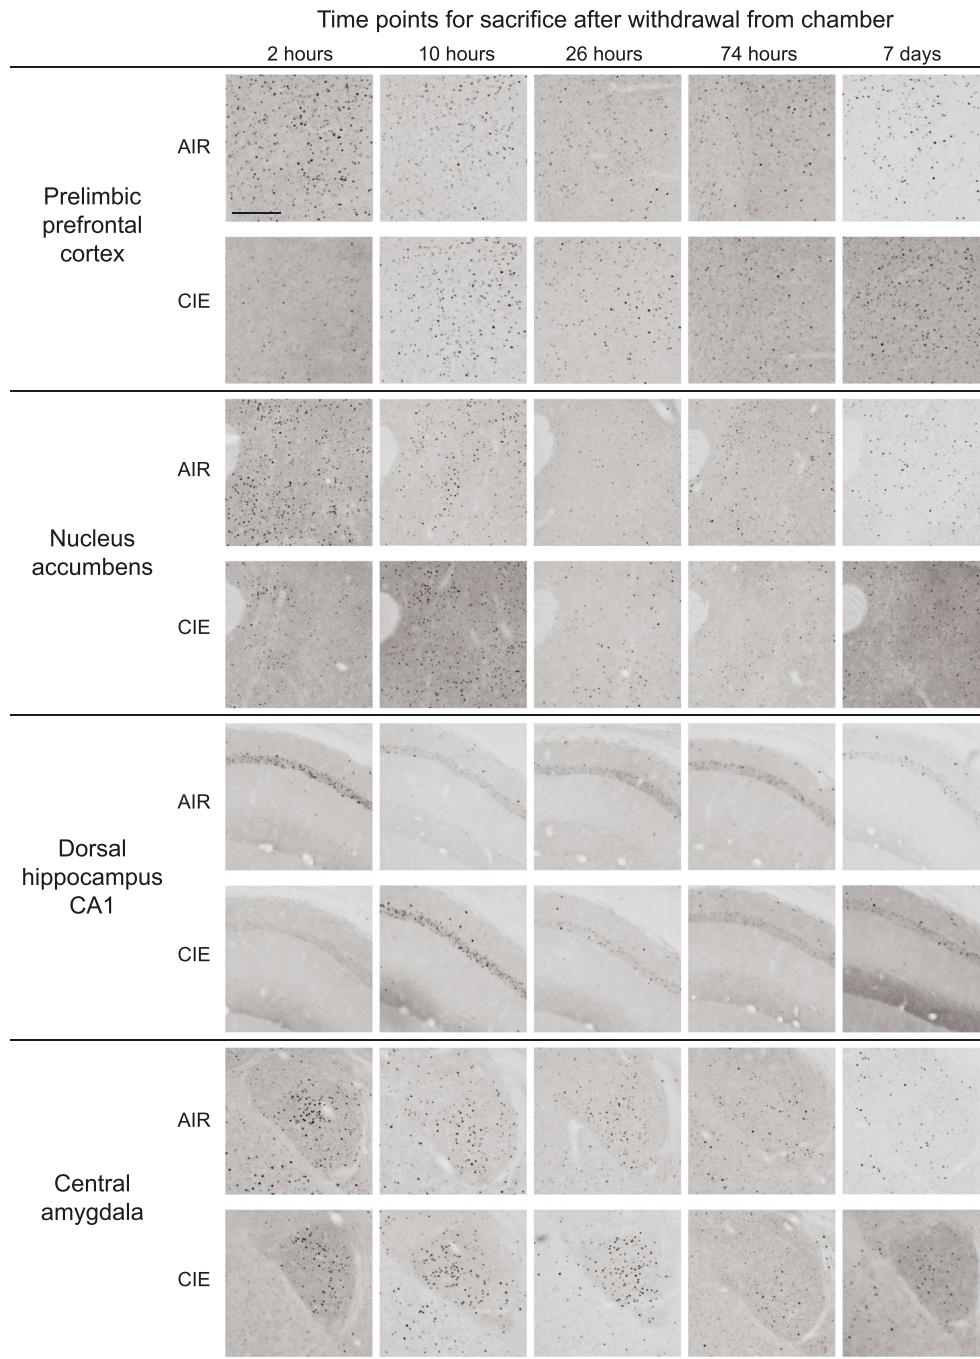 Time points for sacrifice after withdrawal from chamber
2 hours 10 hours 26 hours 74 hours 7 days
AIR
Prelimbic
prefrontal
cortex
CIE
AIR
Nucleus
accumbens
CIE
AIR
Dorsal
hippocampus
CA1
CIE
AIR
Central
amygdala
CIE